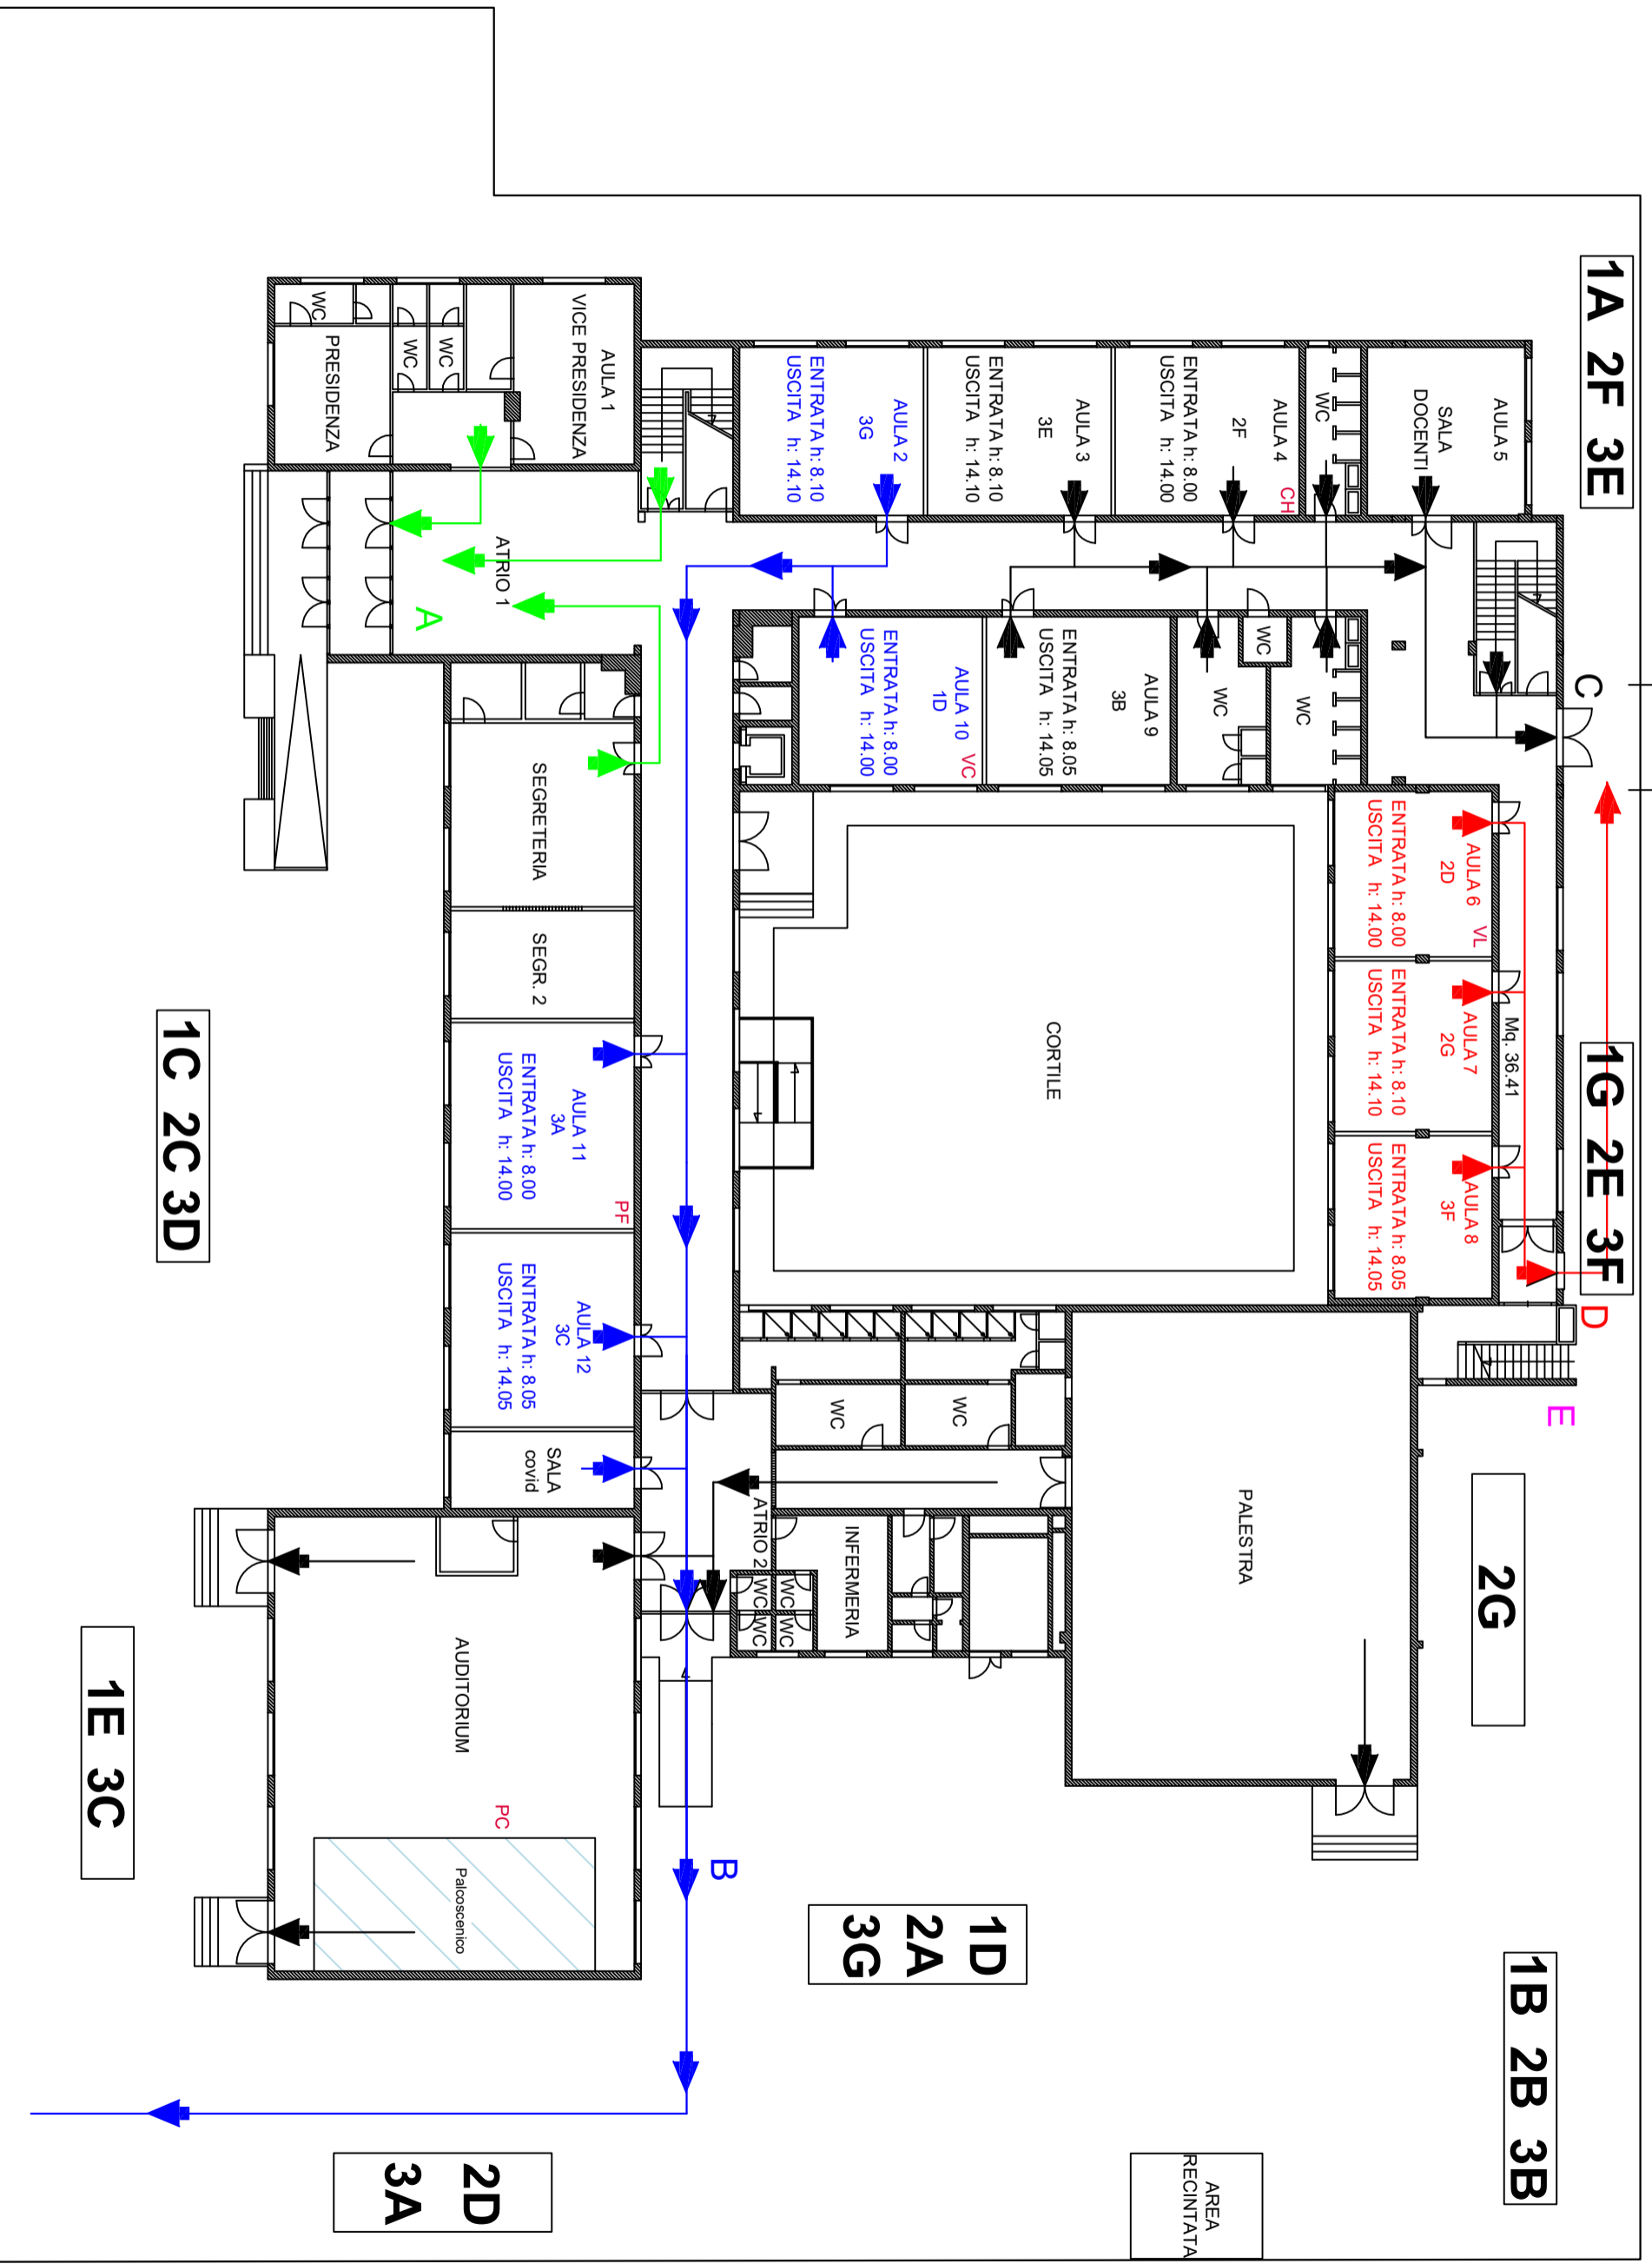 1A 2F 3E
1G 2E 3F
2G
1B 2B 3B
C
D
E
AULA 5
SALA
DOCENTI
WC
AULA 4
CH
2F
ENTRATA h: 8.00
USCITA h: 14.00
AULA 3
3E
ENTRATA h: 8.10
USCITA h: 14.10
AULA 2
3G
ENTRATA h: 8.10
USCITA h: 14.10
WC
WC
WC
AULA 9
3B
ENTRATA h: 8.05
USCITA h: 14.05
AULA 10
VC
1D
ENTRATA h: 8.00
USCITA h: 14.00
AULA 6
VL
2D
ENTRATA h: 8.00
USCITA h: 14.00
Mq. 36.41
AULA 7
2G
ENTRATA h: 8.10
USCITA h: 14.10
AULA 8
3F
ENTRATA h: 8.05
USCITA h: 14.05
CORTILE
PALESTRA
WC
WC
INFERMERIA
ATRIO 2
WC
WC
WC
WC
AULA 1
VICE PRESIDENZA
WC
WC
WC
PRESIDENZA
ATRIO 1
A
SEGRETERIA
SEGR. 2
AULA 11
3A
PF
ENTRATA h: 8.00
USCITA h: 14.00
AULA 12
3C
ENTRATA h: 8.05
USCITA h: 14.05
SALA
covid
AUDITORIUM
PC
Palcoscenico
B
1D
2A
3G
AREA
RECINTATA
1C 2C 3D
1E 3C
2D
3A